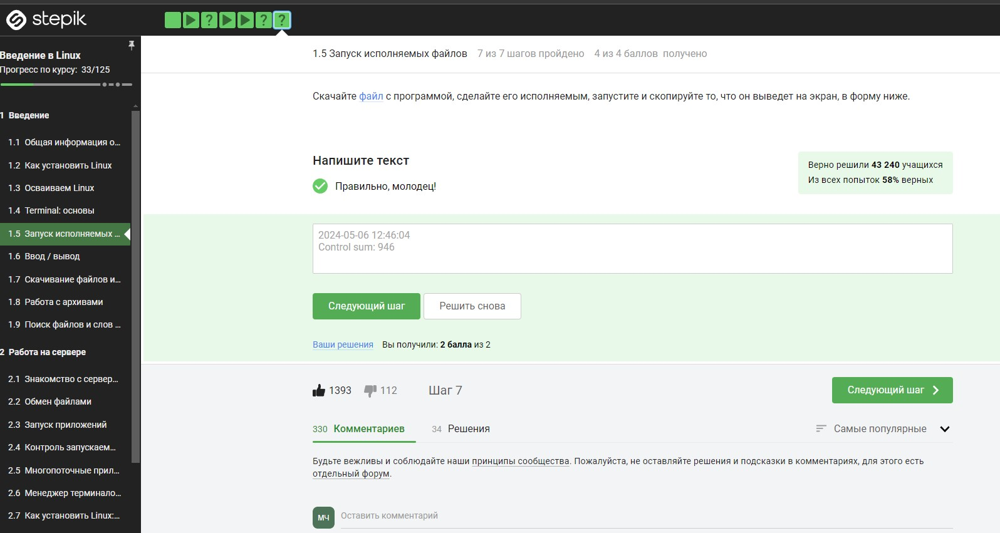 stepik
? ? ?
Введение в Linux
Прогресс по курсу: 33/125
1 Введение
1.1 Общая информация о...
1.2 Как установить Linux
1.3 Осваиваем Linux
1.4 Terminal: основы
1.5 Запуск исполняемых ...
1.6 Ввод / вывод
1.7 Скачивание файлов и...
1.8 Работа с архивами
1.9 Поиск файлов и слов ...
2 Работа на сервере
2.1 Знакомство с сервер...
2.2 Обмен файлами
2.3 Запуск приложений
2.4 Контроль запускаем...
2.5 Многопоточные прил...
2.6 Менеджер терминало...
2.7 Как установить Linux:...
1.5 Запуск исполняемых файлов 7 из 7 шагов пройдено 4 из 4 баллов получено
Скачайте файл с программой, сделайте его исполняемым, запустите и скопируйте то, что он выведет на экран, в форму ниже.
Напишите текст
Правильно, молодец!
Верно решили 43 240 учащихся
Из всех попыток 58% верных
2024-05-06 12:46:04
Control sum: 946
Следующий шаг Решить снова
Ваши решения Вы получили: 2 балла из 2
1393 112 Шаг 7 Следующий шаг
330 Комментариев 34 Решения Самые популярные
Будьте вежливы и соблюдайте наши принципы сообщества. Пожалуйста, не оставляйте решения и подсказки в комментариях, для этого есть
отдельный форум.
МЧ Оставить комментарий